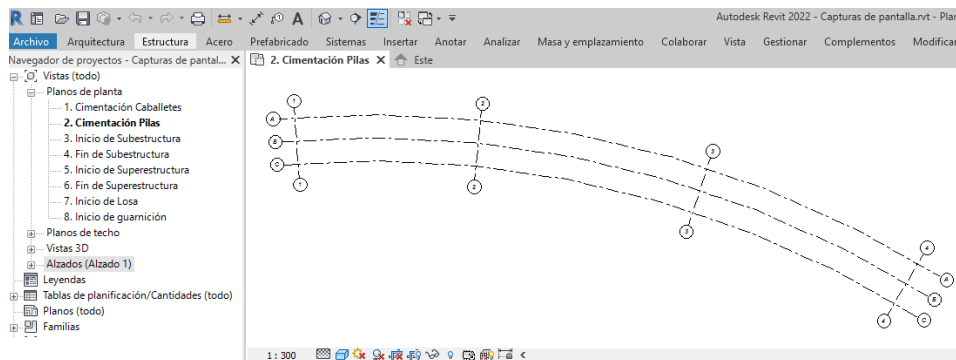 Autodesk Revit 2022 - Capturas de pantalla.rvt - Plan
Archivo Arquitectura Estructura Acero Prefabricado Sistemas Insertar Anotar Analizar Masa y emplazamiento Colaborar Vista Gestionar Complementos Modificar
Navegador de proyectos - Capturas de pantal... X
2. Cimentación Pilas X
Este
Vistas (todo)
Planos de planta
1. Cimentación Caballetes
2. Cimentación Pilas
3. Inicio de Subestructura
4. Fin de Subestructura
5. Inicio de Superestructura
6. Fin de Superestructura
7. Inicio de Losa
8. Inicio de guarnición
Planos de techo
Vistas 3D
Alzados (Alzado 1)
Leyendas
Tablas de planificación/Cantidades (todo)
Planos (todo)
Familias
1
2
A
B
3
C
1
2
3
4
A
B
4
C
1 : 300